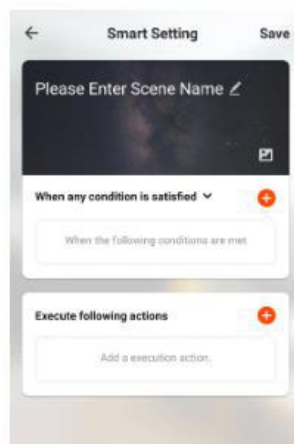 Smart Setting
Save
Please Enter Scene Name
When any condition is satisfied
When the following conditions are met
Execute following actions
Add a execution action.